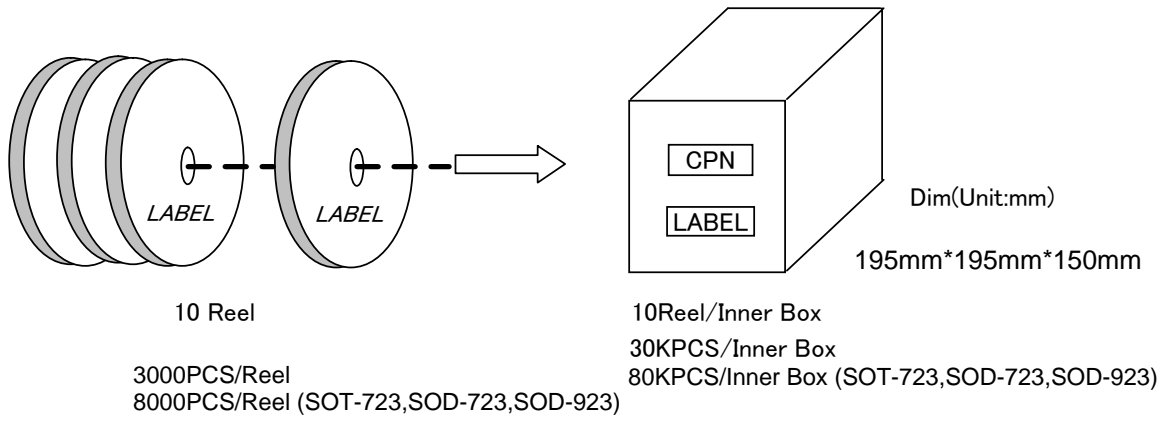 LABEL
LABEL
CPN
LABEL
Dim(Unit:mm)
195mm*195mm*150mm
10 Reel
10Reel/Inner Box
30KPCS/Inner Box
3000PCS/Reel
80KPCS/Inner Box (SOT-723,SOD-723,SOD-923)
8000PCS/Reel (SOT-723,SOD-723,SOD-923)